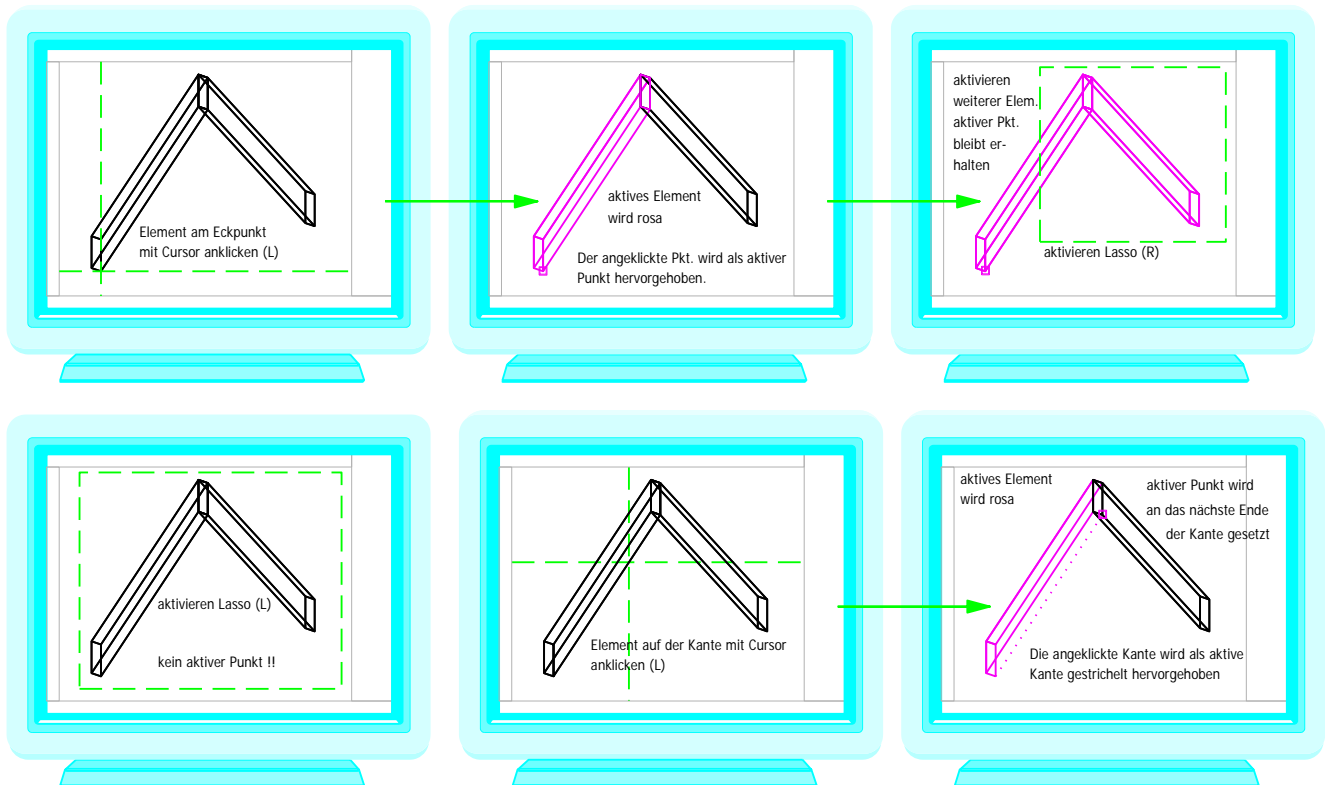 Element am Eckpunkt
mit Cursor anklicken (L)
aktives Element
wird rosa
Der angeklickte Pkt. wird als aktiver
Punkt hervorgehoben.
aktivieren
weiterer Elem.
aktiver Pkt.
bleibt er-
halten
aktivieren Lasso (R)
aktivieren Lasso (L)
kein aktiver Punkt !!
Element auf der Kante mit Cursor
anklicken (L)
aktives Element
wird rosa
aktiver Punkt wird
an das nächste Ende
der Kante gesetzt
Die angeklickte Kante wird als aktive
Kante gestrichelt hervorgehoben